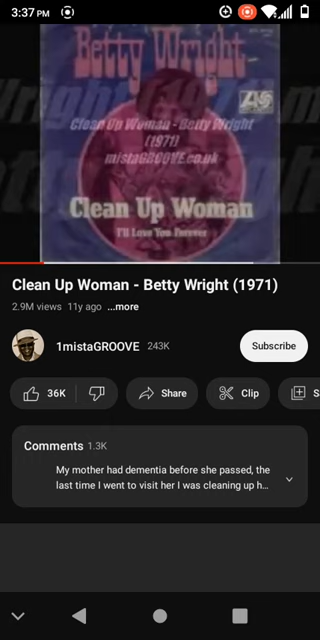 3:37 PM
Betty Wright
Clean Up Woman - Betty Wright
(1971)
mistaGROOVE.co.uk
Clean Up Woman
I'll Love You Forever
Clean Up Woman - Betty Wright (1971)
2.9M views 11y ago ...more
1mistaGROOVE 243K
Subscribe
36K
Share
Clip
S
Comments 1.3K
My mother had dementia before she passed, the
last time I went to visit her I was cleaning up h...